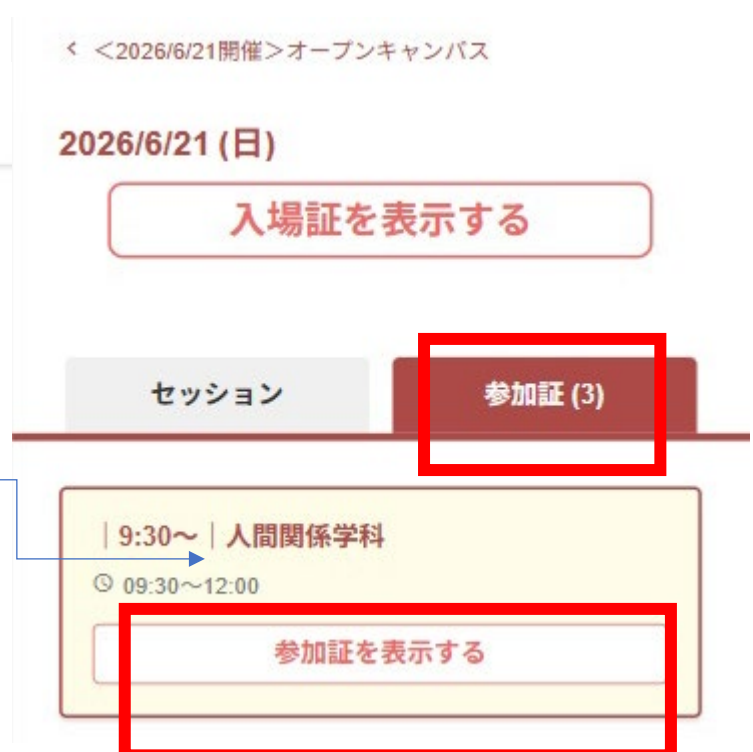 < <2026/6/21開催>オープンキャンパス
2026/6/21 (日)
入場証を表示する
セッション
参加証 (3)
｜9:30～｜人間関係学科
09:30～12:00
参加証を表示する